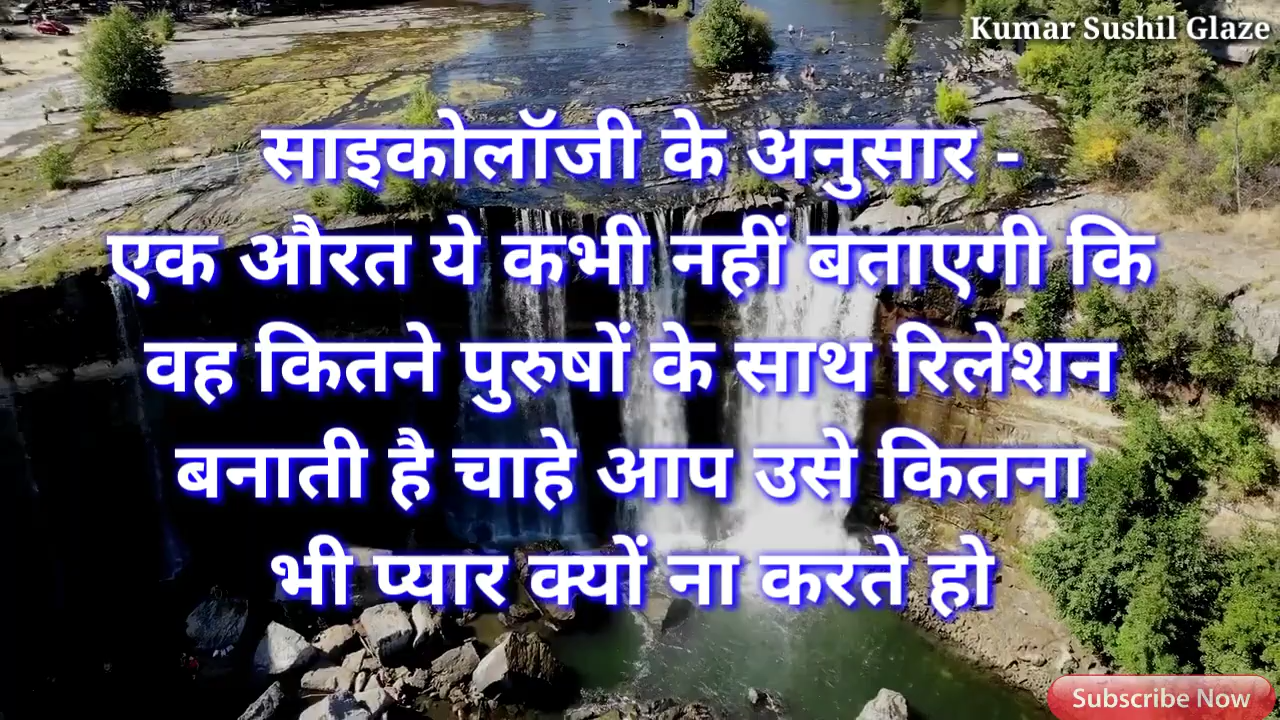 Kumar Sushil Glaze
साइकोलॉजी के अनुसार -
एक औरत ये कभी नहीं बताएगी कि
वह कितने पुरुषों के साथ रिलेशन
बनाती है चाहे आप उसे कितना
भी प्यार क्यों ना करते हो
Subscribe Now